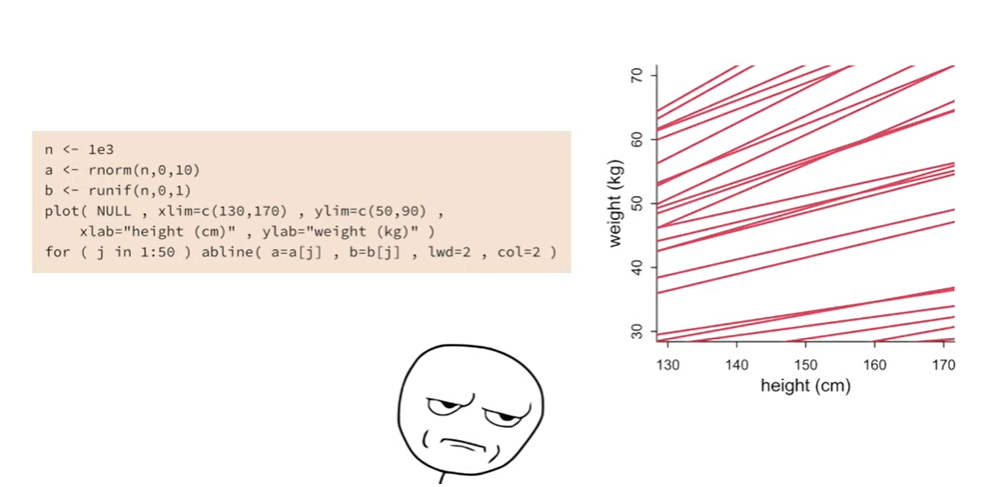 n <- 1e3
a <- rnorm(n,0,10)
b <- runif(n,0,1)
plot( NULL , xlim=c(130,170) , ylim=c(50,90) ,
xlab="height (cm)" , ylab="weight (kg)" )
for ( j in 1:50 ) abline( a=a[j] , b=b[j] , lwd=2 , col=2 )
weight (kg)
70
60
50
40
30
130 140 150 160 170
height (cm)